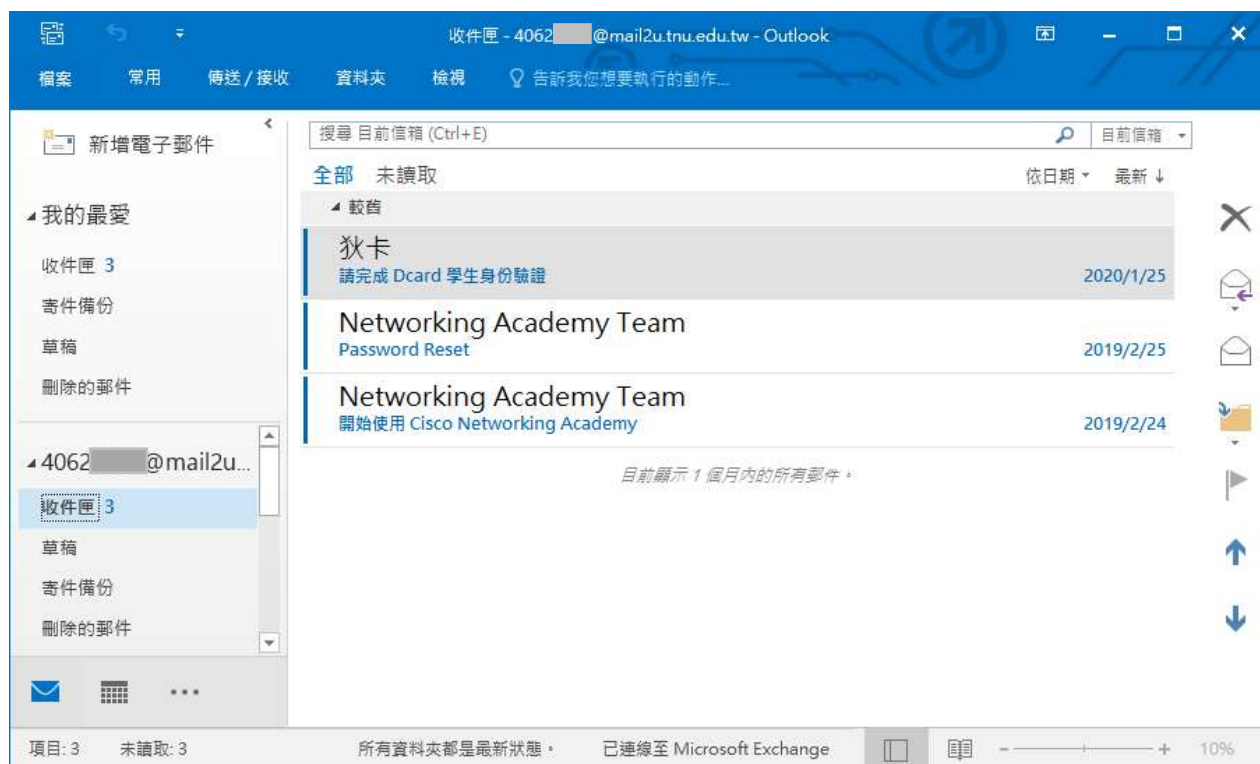 收件匣 - 4062 @mail2u.tnu.edu.tw - Outlook
檔案 常用 傳送 / 接收 資料夾 檢視 告訴我您想要執行的動作...
新增電子郵件
搜尋 目前信箱 (Ctrl+E) 目前信箱
全部 未讀取 依日期 最新 ↓
我的最愛
收件匣 3
寄件備份
草稿
刪除的郵件
4062 @mail2u...
收件匣 3
草稿
寄件備份
刪除的郵件
較舊
狄卡
請完成 Dcard 學生身份驗證 2020/1/25
Networking Academy Team
Password Reset 2019/2/25
Networking Academy Team
開始使用 Cisco Networking Academy 2019/2/24
目前顯示 1 個月內的所有郵件。
項目: 3 未讀取: 3 所有資料夾都是最新狀態。 已連線至 Microsoft Exchange 10%